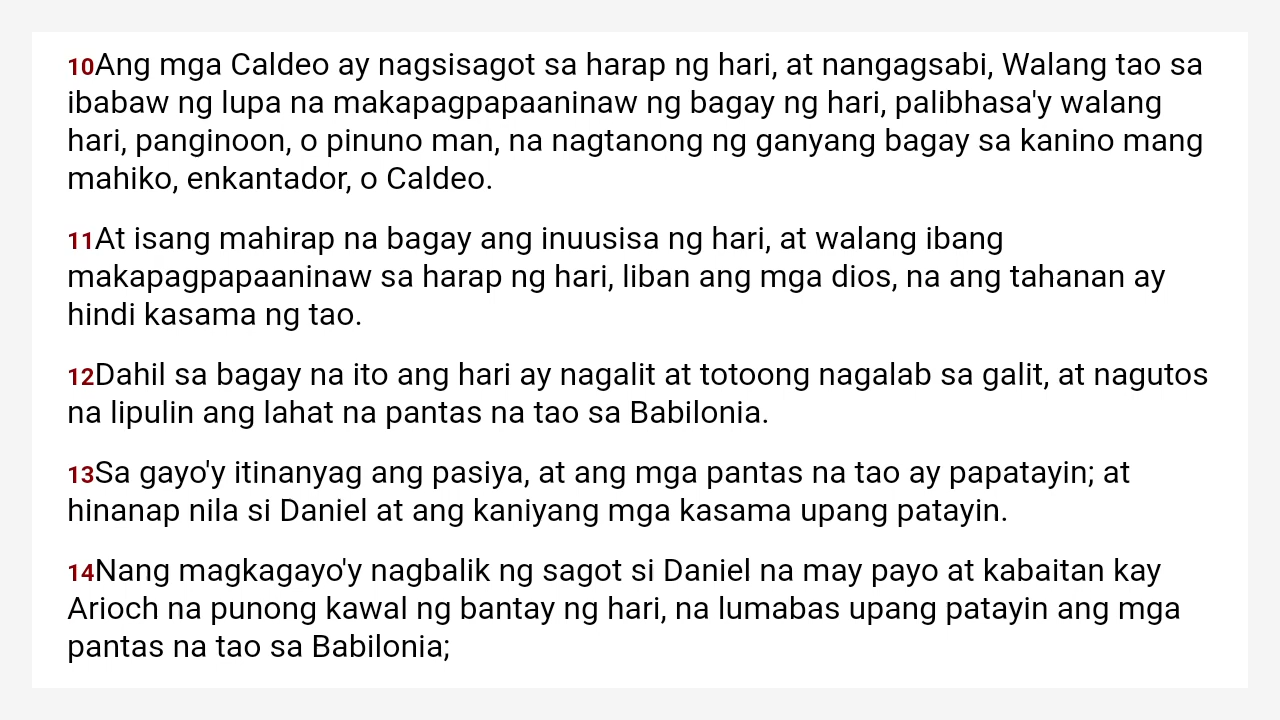 10Ang mga Caldeo ay nagsisagot sa harap ng hari, at nangagsabi, Walang tao sa
ibabaw ng lupa na makapagpapaaninaw ng bagay ng hari, palibhasa'y walang
hari, panginoon, o pinuno man, na nagtanong ng ganyang bagay sa kanino mang
mahiko, enkantador, o Caldeo.
11At isang mahirap na bagay ang inuusisa ng hari, at walang ibang
makapagpapaaninaw sa harap ng hari, liban ang mga dios, na ang tahanan ay
hindi kasama ng tao.
12Dahil sa bagay na ito ang hari ay nagalit at totoong nagalab sa galit, at nagutos
na lipulin ang lahat na pantas na tao sa Babilonia.
13Sa gayo'y itinanyag ang pasiya, at ang mga pantas na tao ay papatayin; at
hinanap nila si Daniel at ang kaniyang mga kasama upang patayin.
14Nang magkagayo'y nagbalik ng sagot si Daniel na may payo at kabaitan kay
Arioch na punong kawal ng bantay ng hari, na lumabas upang patayin ang mga
pantas na tao sa Babilonia;